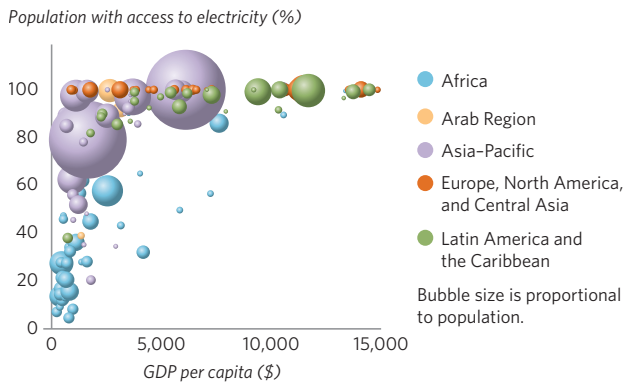 Population with access to electricity (%)
100
80
60
40
20
0
0
5,000
10,000
15,000
GDP per capita ($)
Africa
Arab Region
Asia–Pacific
Europe, North America,
and Central Asia
Latin America and
the Caribbean
Bubble size is proportional
to population.